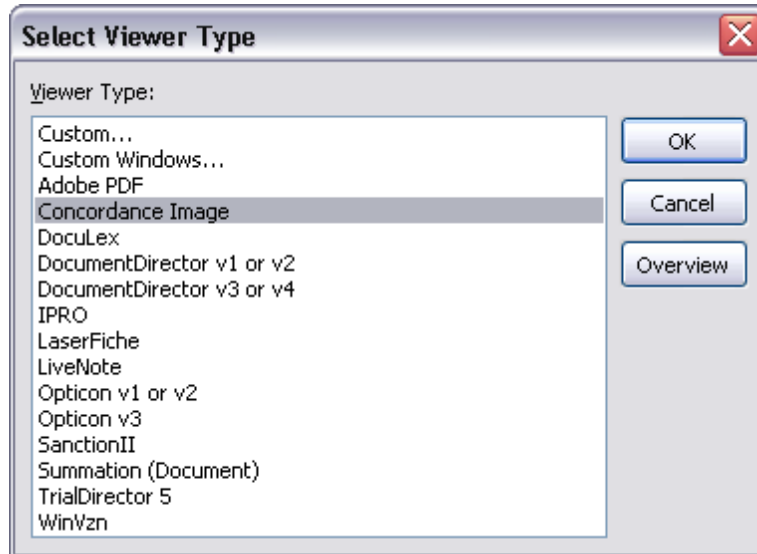 Select Viewer Type
Viewer Type:
Custom...
Custom Windows...
Adobe PDF
Concordance Image
DocuLex
DocumentDirector v1 or v2
DocumentDirector v3 or v4
IPRO
LaserFiche
LiveNote
Opticon v1 or v2
Opticon v3
SanctionII
Summation (Document)
TrialDirector 5
WinVzn
OK
Cancel
Overview